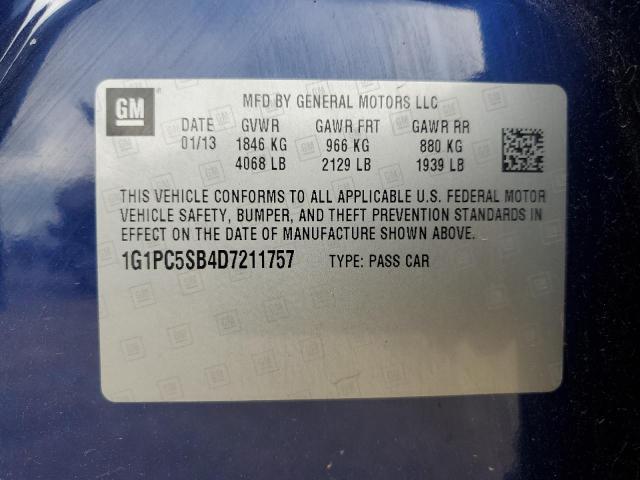 GM
MFD BY GENERAL MOTORS LLC
DATE GVWR GAWR FRT GAWR RR
01/13 1846 KG 966 KG 880 KG
4068 LB 2129 LB 1939 LB
THIS VEHICLE CONFORMS TO ALL APPLICABLE U.S. FEDERAL MOTOR
VEHICLE SAFETY, BUMPER, AND THEFT PREVENTION STANDARDS IN
EFFECT ON THE DATE OF MANUFACTURE SHOWN ABOVE.
1G1PC5SB4D7211757 TYPE: PASS CAR